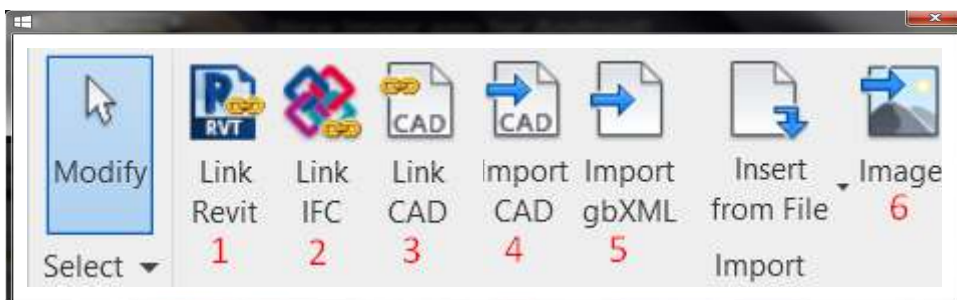 RVT
CAD
CAD
Modify
Link
Revit
1
Link
IFC
2
Link
CAD
3
Import
CAD
4
Import
gbXML
5
Insert
from File
Image
6
Select
Import